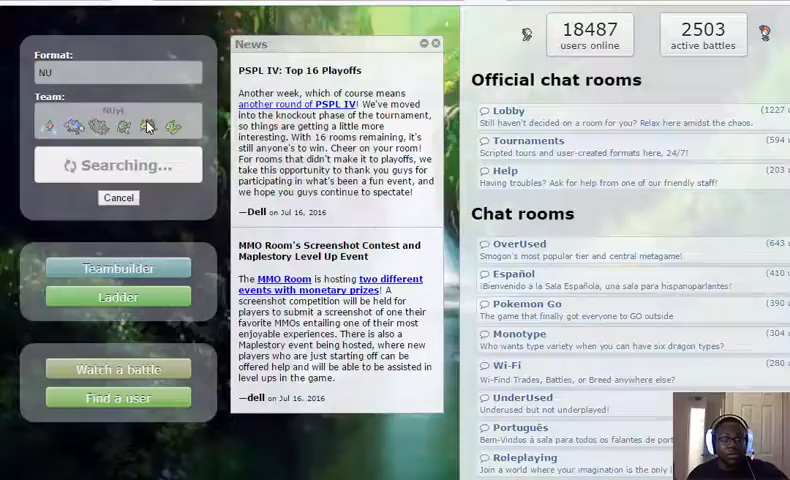 Format:
NU
Team:
NUyt
Searching...
Cancel
Teambuilder
Ladder
Watch a battle
Find a user
News
PSPL IV: Top 16 Playoffs
Another week, which of course means
another round of PSPL IV! We've moved
into the knockout phase of the tournament,
so things are getting a little more
interesting. With 16 rooms remaining, it's
still anyone's to win. Cheer on your room!
For rooms that didn't make it to playoffs, we
take this opportunity to thank you guys for
participating in what's been a fun event, and
we hope you guys continue to spectate!
—Dell on Jul 16, 2016
MMO Room's Screenshot Contest and
Maplestory Level Up Event
The MMO Room is hosting two different
events with monetary prizes! A
screenshot competition will be held for
players to submit a screenshot of one their
favorite MMOs entailing one of their most
enjoyable experiences. There is also a
Maplestory event being hosted, where new
players who are just starting off can be
offered help and will be able to be assisted in
level ups in the game.
—dell on Jul 16, 2016
18487
users online
2503
active battles
Official chat rooms
Lobby (1227 u
Still haven't decided on a room for you? Relax here amidst the chaos.
Tournaments (594
Scripted tours and user-created formats here, 24/7!
Help (203
Having troubles? Ask for help from one of our friendly staff!
Chat rooms
OverUsed (643
Smogon's most popular tier and central metagame!
Español (410
¡Bienvenido a la Sala Española, una sala para hispanoparlantes!
Pokemon Go (390
The game that finally got everyone to GO outside
Monotype (304
Who wants type variety when you can have six dragon types?
Wi-Fi (280
Wi-Find Trades, Battles, or Breed anywhere else?
UnderUsed
Underused but not underplayed!
Português
Bem-Vindos à sala para todos os falantes de port
Roleplaying
Join a world where your imagination is the only l